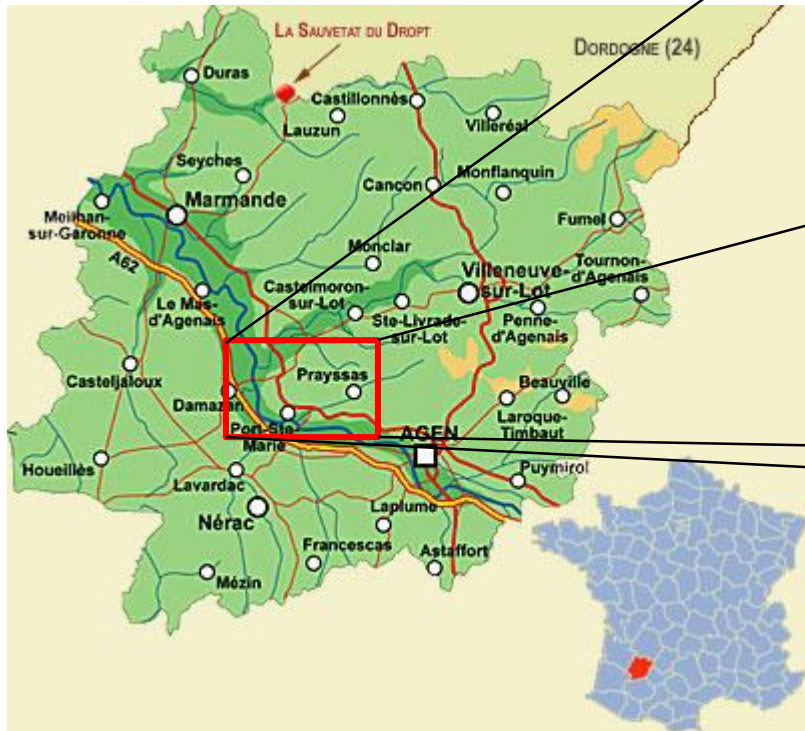 LA SAUVETAT DU DROPT
DORDOGNE (24)
Duras
Castillonnès
Lauzun
Villeréal
Seyches
Cançon
Monflanquin
Marmande
Meilhan-
sur-Garonne
Fumel
A62
Monclar
Villeneuve-
sur-Lot
Tournon-
d'Agenais
Le Mas-
d'Agenais
Castelmoron-
sur-Lot
Ste-Livrade-
sur-Lot
Penne-
d'Agenais
Casteljaloux
Prayssas
Beauville
Damazan
Port-Ste-
Marie
Laroque-
Timbaut
AGEN
Houeillès
Lavardac
Puymirol
Nérac
Laplume
Francescas
Astaffort
Mézin